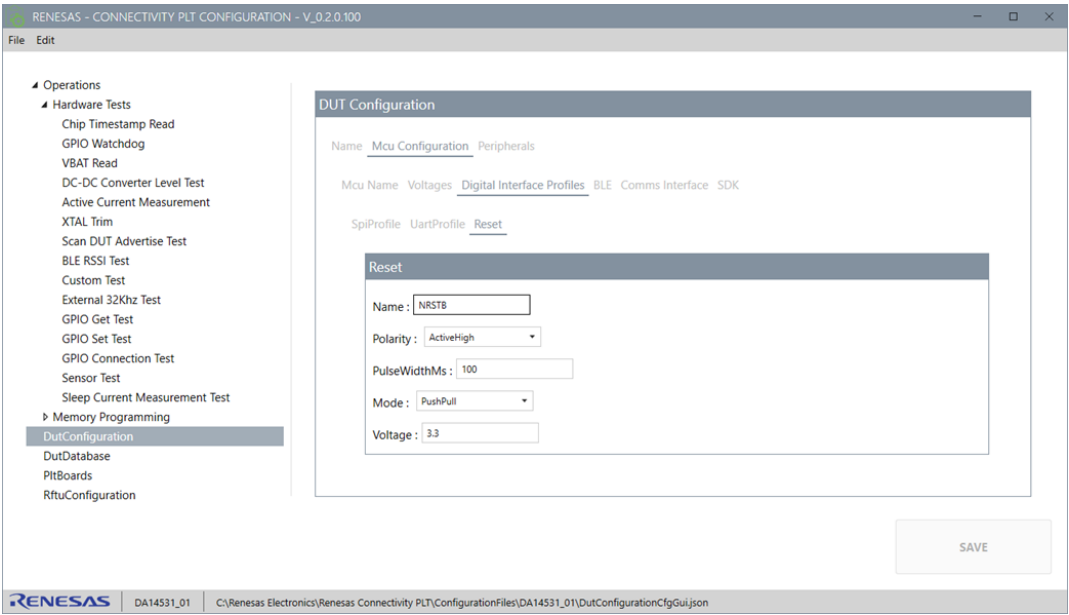 RENESAS - CONNECTIVITY PLT CONFIGURATION - V_0.2.0.100
File Edit
Operations
Hardware Tests
Chip Timestamp Read
GPIO Watchdog
VBAT Read
DC-DC Converter Level Test
Active Current Measurement
XTAL Trim
Scan DUT Advertise Test
BLE RSSI Test
Custom Test
External 32Khz Test
GPIO Get Test
GPIO Set Test
GPIO Connection Test
Sensor Test
Sleep Current Measurement Test
Memory Programming
DutConfiguration
DutDatabase
PltBoards
RftuConfiguration
DUT Configuration
Name Mcu Configuration Peripherals
Mcu Name Voltages Digital Interface Profiles BLE Comms Interface SDK
SpiProfile UartProfile Reset
Reset
Name : NRSTB
Polarity : ActiveHigh
PulseWidthMs : 100
Mode : PushPull
Voltage : 3.3
SAVE
RENESAS DA14531_01 C:\Renesas Electronics\Renesas Connectivity PLT\ConfigurationFiles\DA14531_01\DutConfigurationCfgGui.json